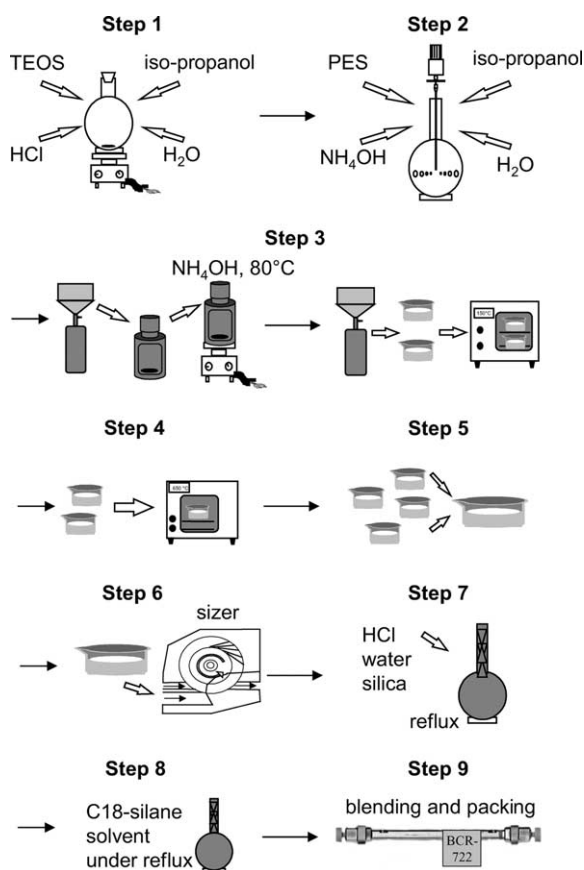 Step 1
Step 2
TEOS
iso-propanol
HCl
H₂O
PES
iso-propanol
NH₄OH
H₂O
Step 3
NH₄OH, 80°C
150°C
Step 4
Step 5
Step 6
Step 7
sizer
HCl
water
silica
reflux
Step 8
Step 9
C18-silane
solvent
under reflux
blending and packing
BCR-
722